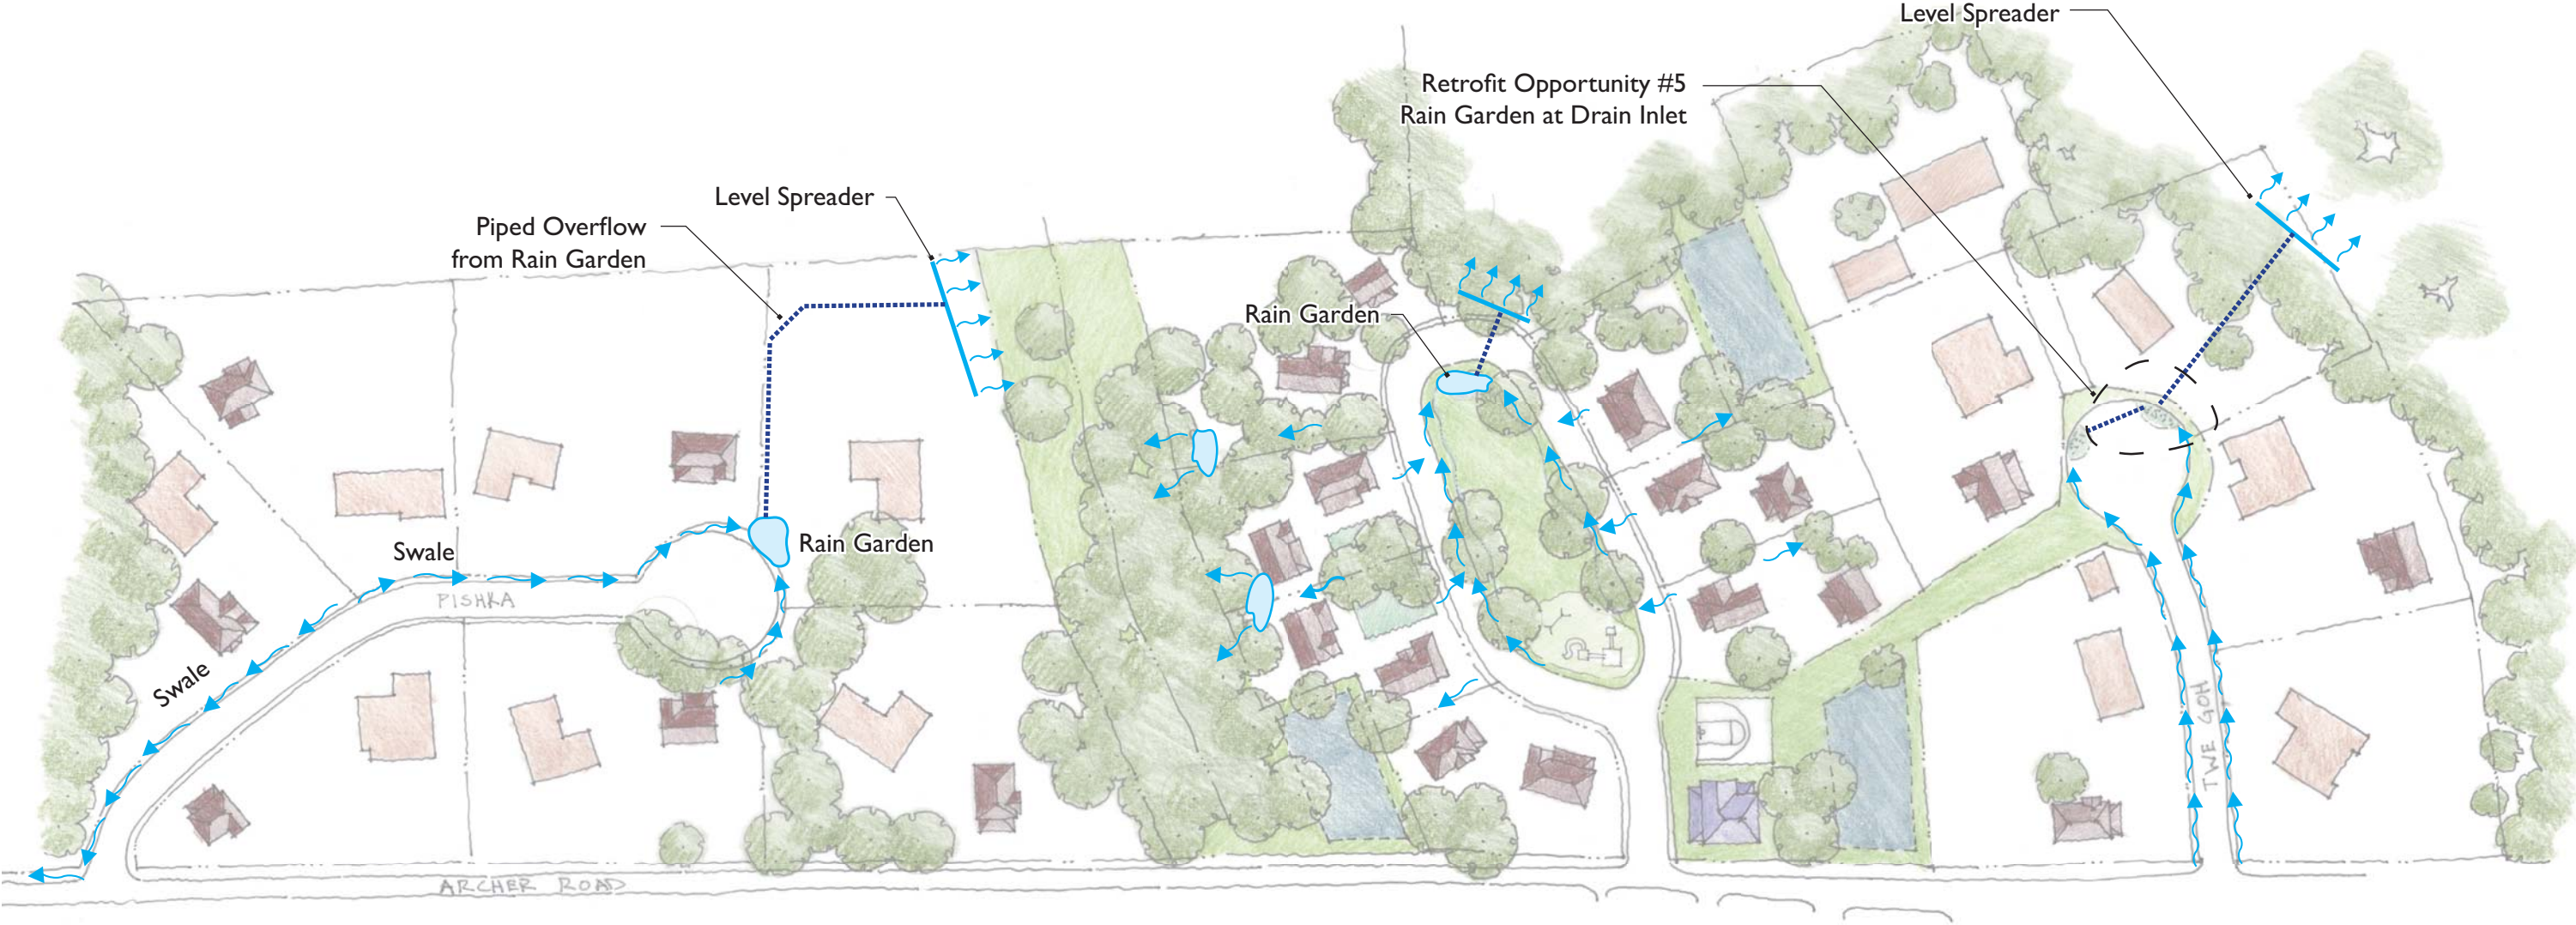 Level Spreader
Retrofit Opportunity #5
Rain Garden at Drain Inlet
Level Spreader
Piped Overflow
from Rain Garden
Rain Garden
Swale
Rain Garden
PISHKA
Swale
TWE GOH
ARCHER ROAD